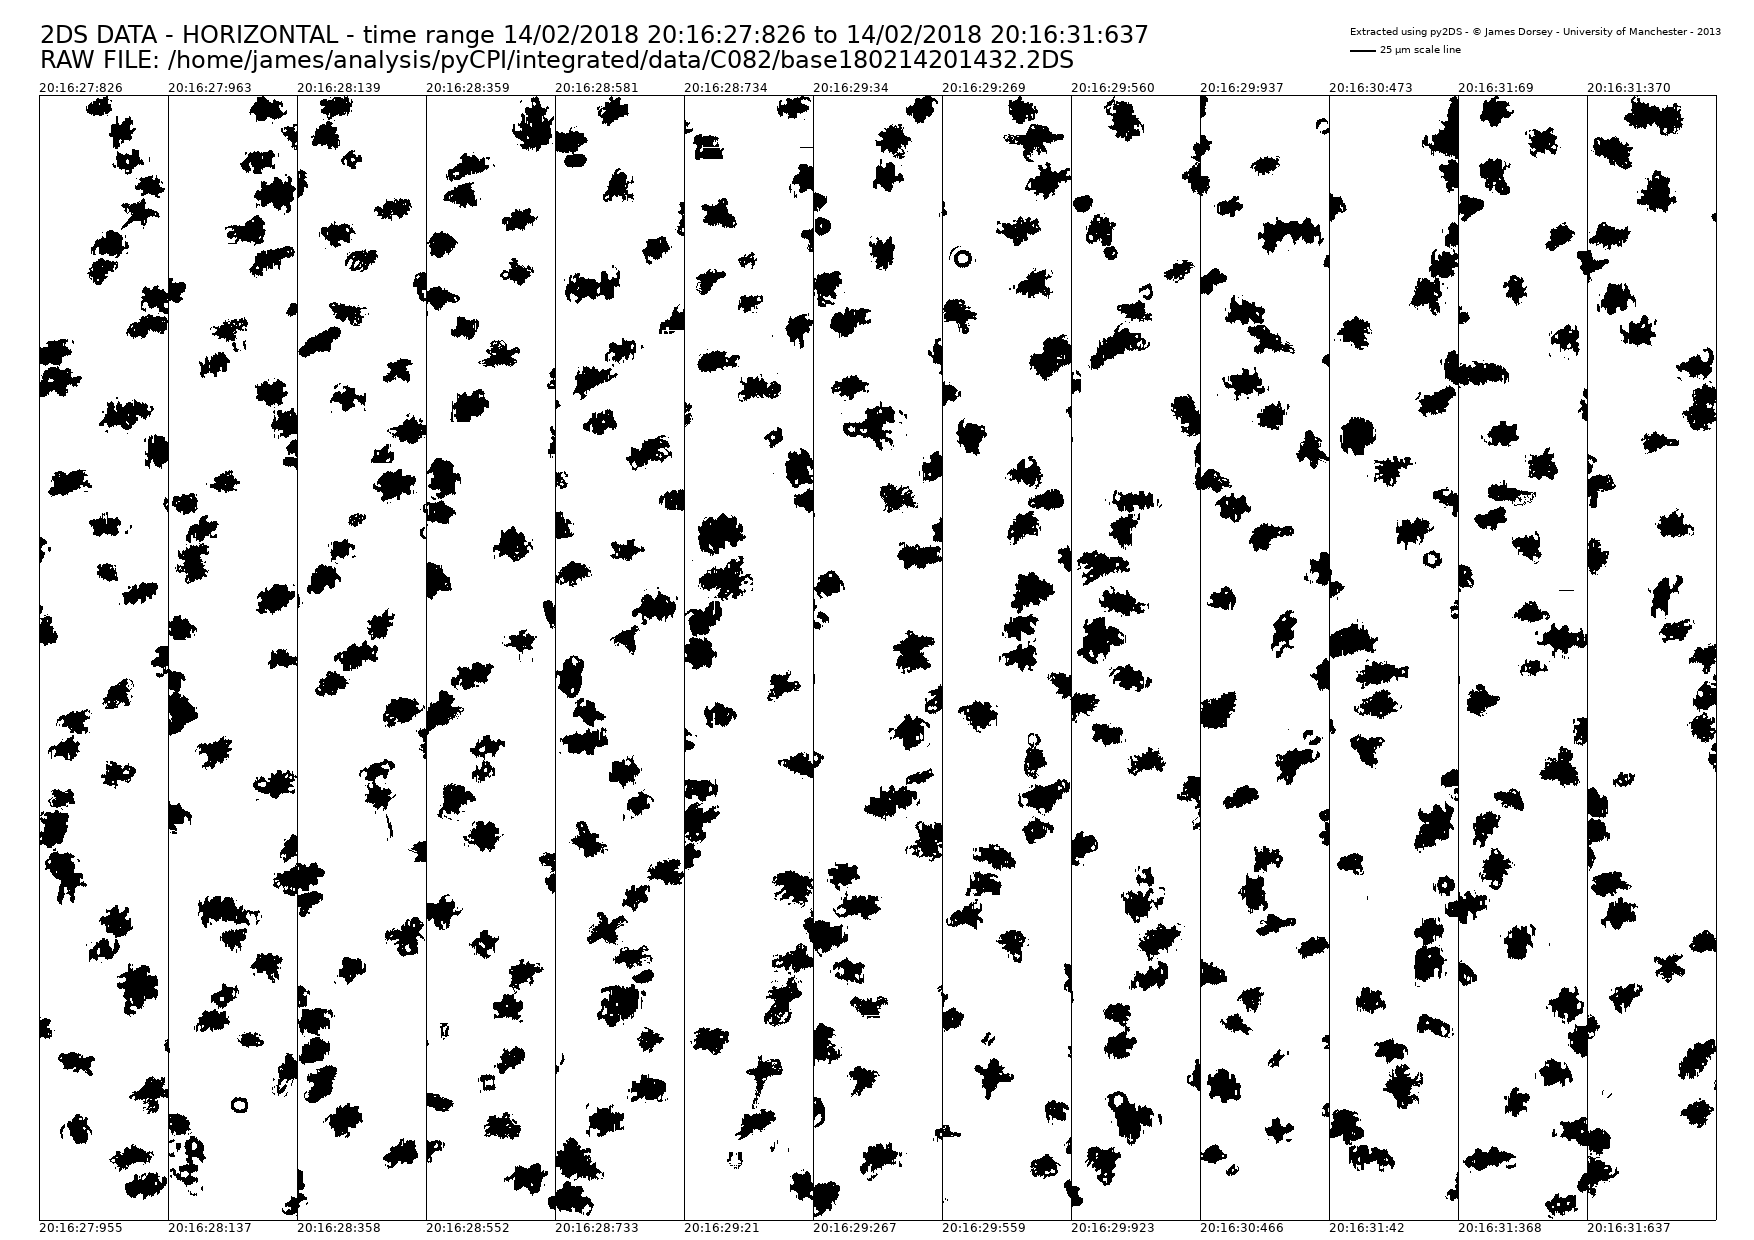 2DS DATA - HORIZONTAL - time range 14/02/2018 20:16:27:826 to 14/02/2018 20:16:31:637
RAW FILE: /home/james/analysis/pyCPI/integrated/data/C082/base180214201432.2DS
Extracted using py2DS - © James Dorsey - University of Manchester - 2013
25 µm scale line
20:16:27:826 20:16:27:963 20:16:28:139 20:16:28:359 20:16:28:581 20:16:28:734 20:16:29:34 20:16:29:269 20:16:29:560 20:16:29:937 20:16:30:473 20:16:31:69 20:16:31:370
20:16:27:955 20:16:28:137 20:16:28:358 20:16:28:552 20:16:28:733 20:16:29:21 20:16:29:267 20:16:29:559 20:16:29:923 20:16:30:466 20:16:31:42 20:16:31:368 20:16:31:637